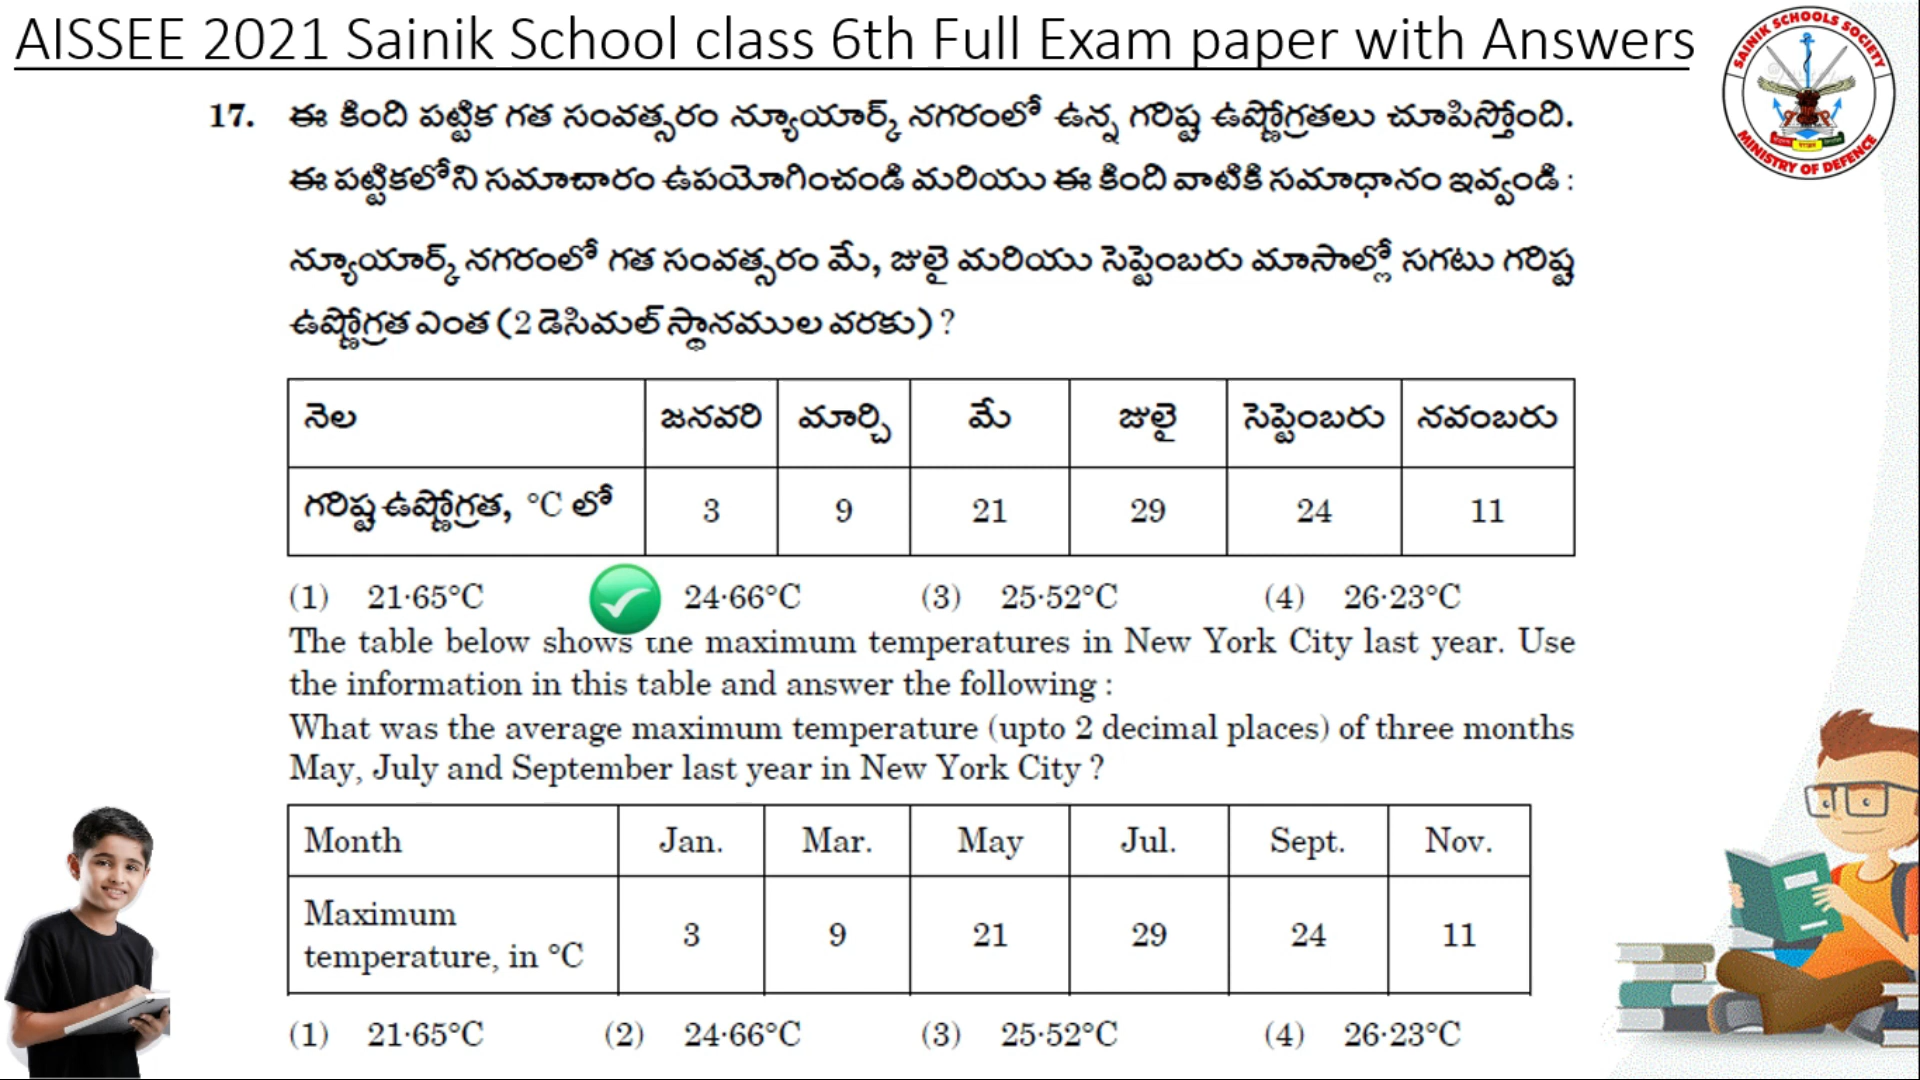 AISSEE 2021 Sainik School class 6th Full Exam paper with Answers
SAINIK SCHOOLS SOCIETY
MINISTRY OF DEFENCE
17. ఈ కింది పట్టిక గత సంవత్సరం న్యూయార్క్ నగరంలో ఉన్న గరిష్ట ఉష్ణోగ్రతలు చూపిస్తోంది.
ఈ పట్టికలోని సమాచారం ఉపయోగించండి మరియు ఈ కింది వాటికి సమాధానం ఇవ్వండి :
న్యూయార్క్ నగరంలో గత సంవత్సరం మే, జులై మరియు సెప్టెంబరు మాసాల్లో సగటు గరిష్ట
ఉష్ణోగ్రత ఎంత (2 డెసిమల్ స్థానముల వరకు) ?
నెల జనవరి మార్చి మే జులై సెప్టెంబరు నవంబరు
గరిష్ట ఉష్ణోగ్రత, °C లో 3 9 21 29 24 11
(1) 21·65°C 24·66°C (3) 25·52°C (4) 26·23°C
The table below shows the maximum temperatures in New York City last year. Use
the information in this table and answer the following :
What was the average maximum temperature (upto 2 decimal places) of three months
May, July and September last year in New York City ?
Month Jan. Mar. May Jul. Sept. Nov.
Maximum
temperature, in °C 3 9 21 29 24 11
(1) 21·65°C (2) 24·66°C (3) 25·52°C (4) 26·23°C